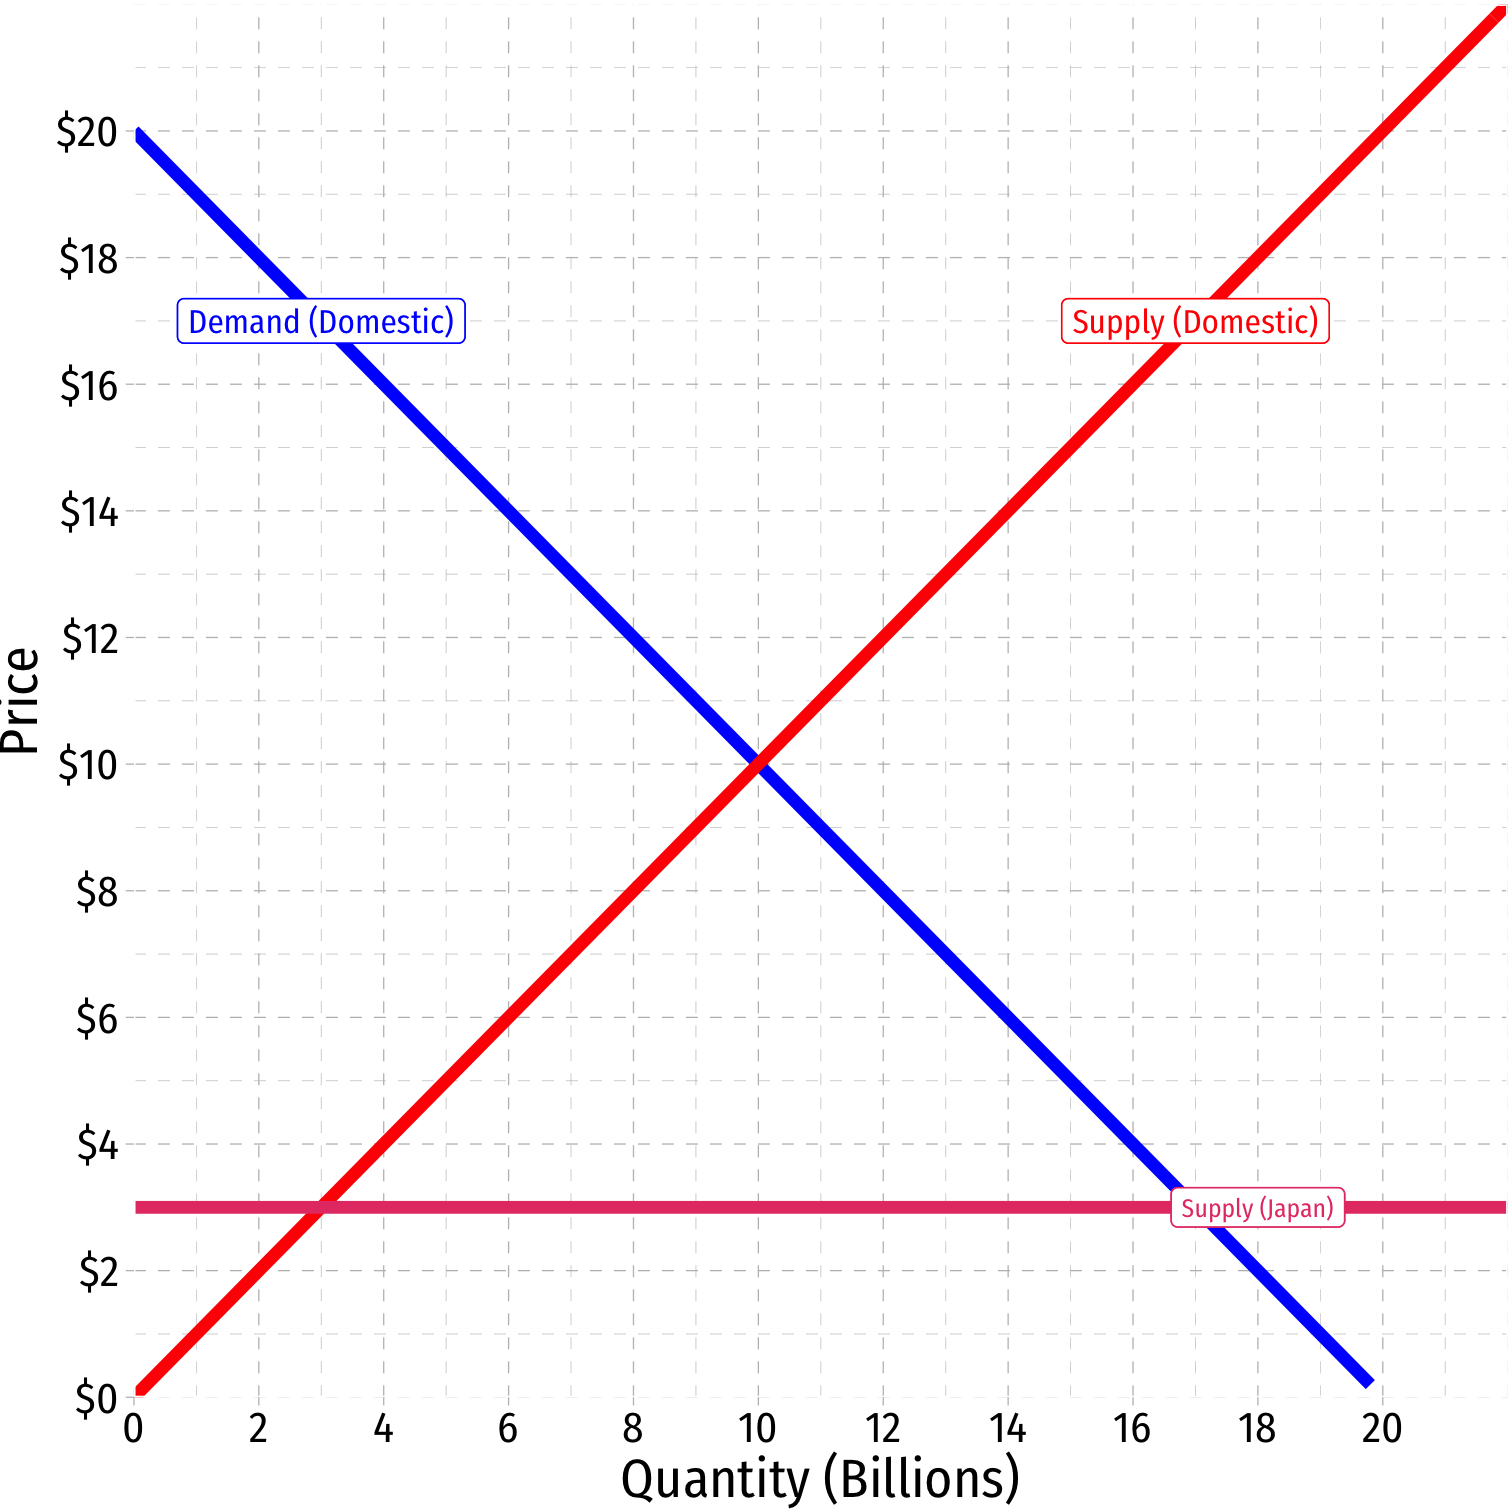 $20
$18
Demand (Domestic)
Supply (Domestic)
$16
$14
$12
Price
$10
$8
$6
$4
Supply (Japan)
$2
$0
0 2 4 6 8 10 12 14 16 18 20
Quantity (Billions)